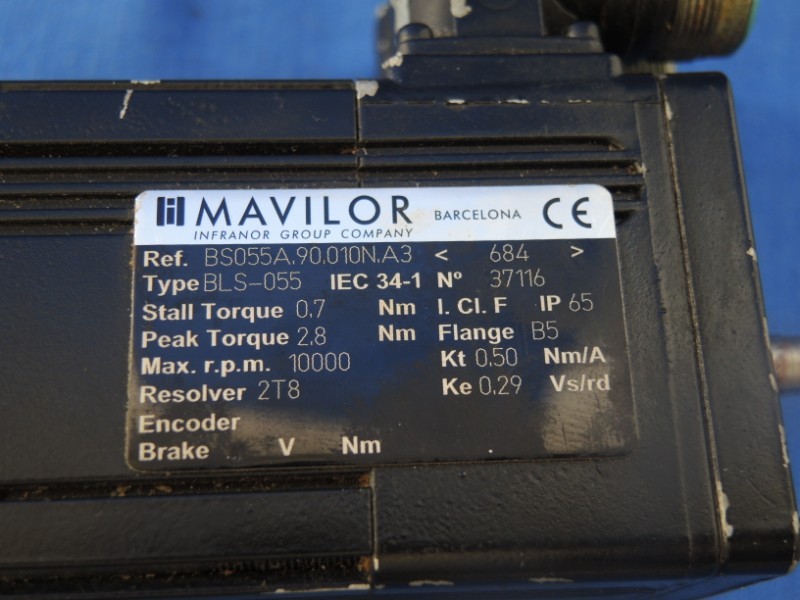 MAVILOR BARCELONA CE
INFRANOR GROUP COMPANY
Ref. BS055A.90.010N.A3 < 684 >
Type BLS-055 IEC 34-1 Nº 37116
Stall Torque 0,7 Nm I. Cl. F IP 65
Peak Torque 2,8 Nm Flange B5
Max. r.p.m. 10000 Kt 0,50 Nm/A
Resolver 2T8 Ke 0,29 Vs/rd
Encoder
Brake V Nm